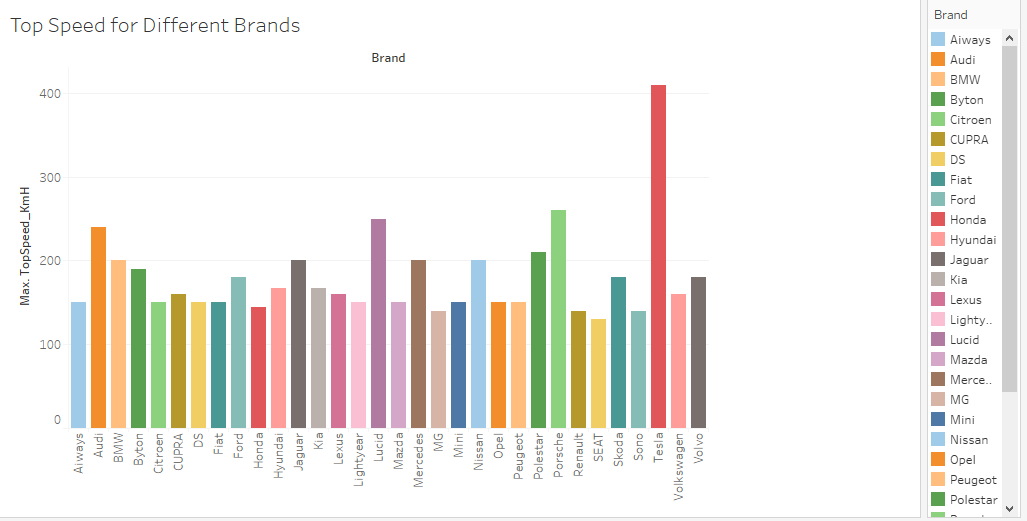 Top Speed for Different Brands
Brand
Max. TopSpeed_KmH
400
300
200
100
0
Aiways
Audi
BMW
Byton
Citroen
CUPRA
DS
Fiat
Ford
Honda
Hyundai
Jaguar
Kia
Lexus
Lightyear
Lucid
Mazda
Mercedes
MG
Mini
Nissan
Opel
Peugeot
Polestar
Porsche
Renault
SEAT
Skoda
Sono
Tesla
Volkswagen
Volvo
Brand
Aiways
Audi
BMW
Byton
Citroen
CUPRA
DS
Fiat
Ford
Honda
Hyundai
Jaguar
Kia
Lexus
Lighty..
Lucid
Mazda
Merce..
MG
Mini
Nissan
Opel
Peugeot
Polestar